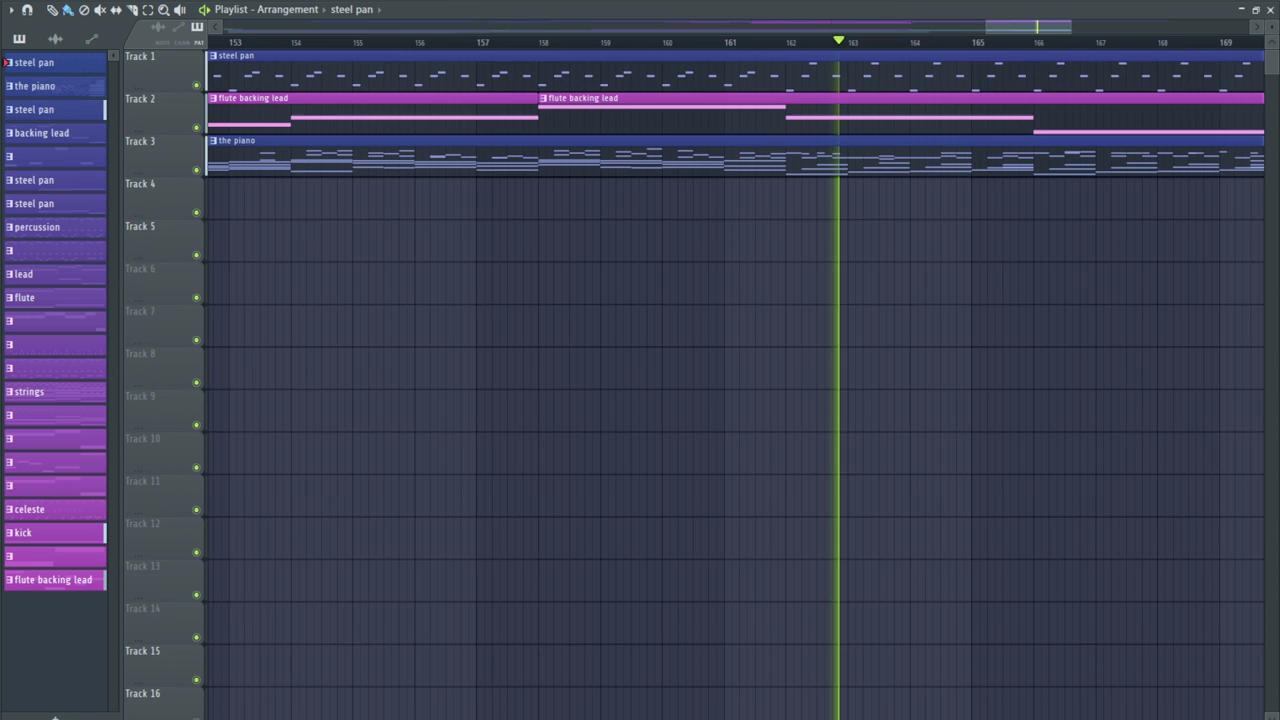 Playlist - Arrangement › steel pan ›
NOTE CHAN PAT
153 154 155 156 157 158 159 160 161 162 163 164 165 166 167 168 169
steel pan
the piano
steel pan
backing lead
steel pan
steel pan
percussion
lead
flute
strings
celeste
kick
flute backing lead
Track 1
steel pan
Track 2
flute backing lead flute backing lead
Track 3
the piano
Track 4
Track 5
Track 6
Track 7
Track 8
Track 9
Track 10
Track 11
Track 12
Track 13
Track 14
Track 15
Track 16